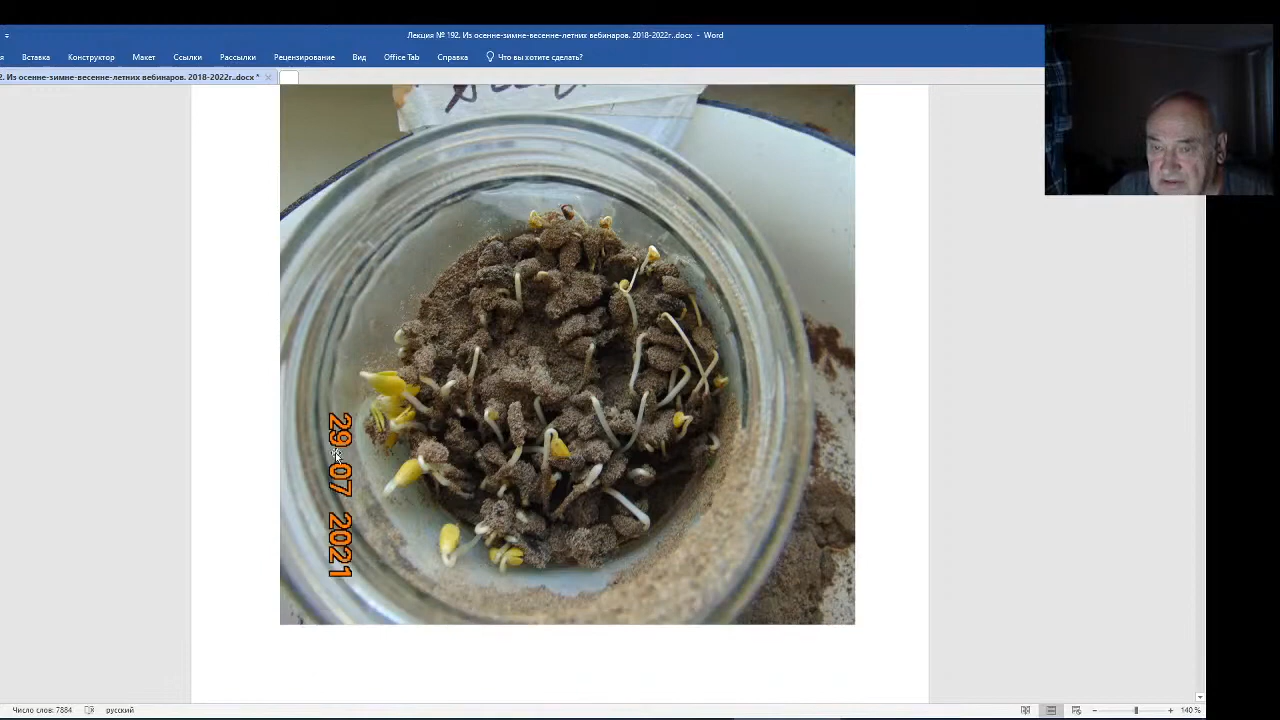 Лекция № 192. Из осенне-зимне-весенне-летних вебинаров. 2018-2022г..docx - Word
Вставка Конструктор Макет Ссылки Рассылки Рецензирование Вид Office Tab Справка Что вы хотите сделать?
2. Из осенне-зимне-весенне-летних вебинаров. 2018-2022г..docx *
29 07 2021
Число слов: 7884 русский 140 %